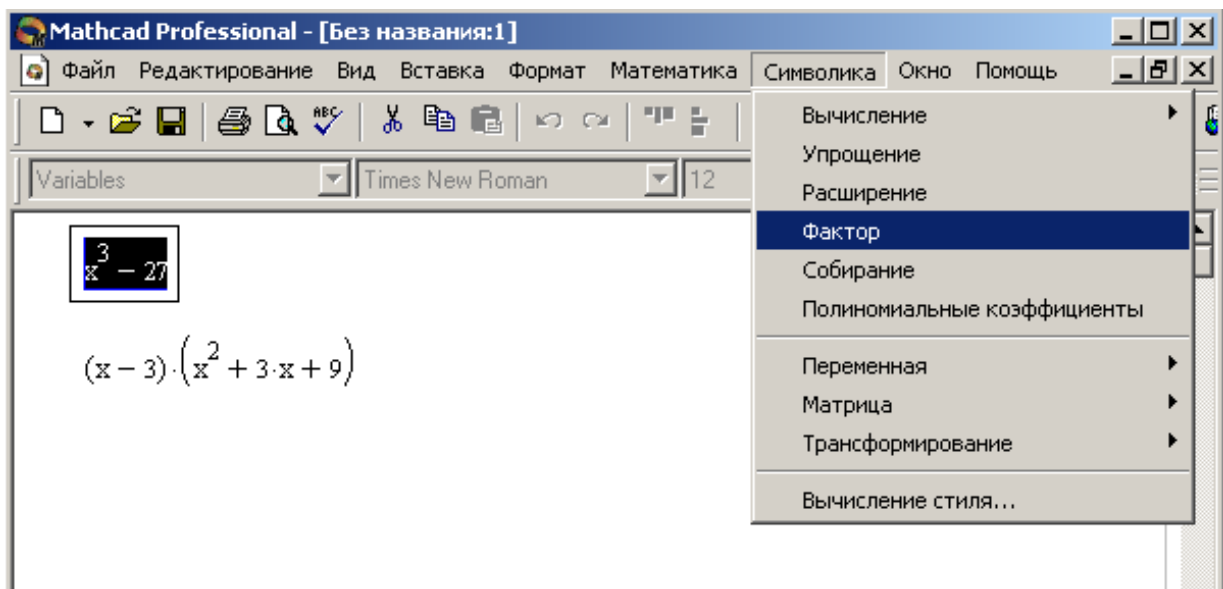 Mathcad Professional - [Без названия:1]
Файл Редактирование Вид Вставка Формат Математика Символика Окно Помощь
ABC
Variables Times New Roman 12
Вычисление
Упрощение
Расширение
Фактор
Собирание
Полиномиальные коэффициенты
Переменная
Матрица
Трансформирование
Вычисление стиля...
x³ − 27
(x − 3)·(x² + 3·x + 9)